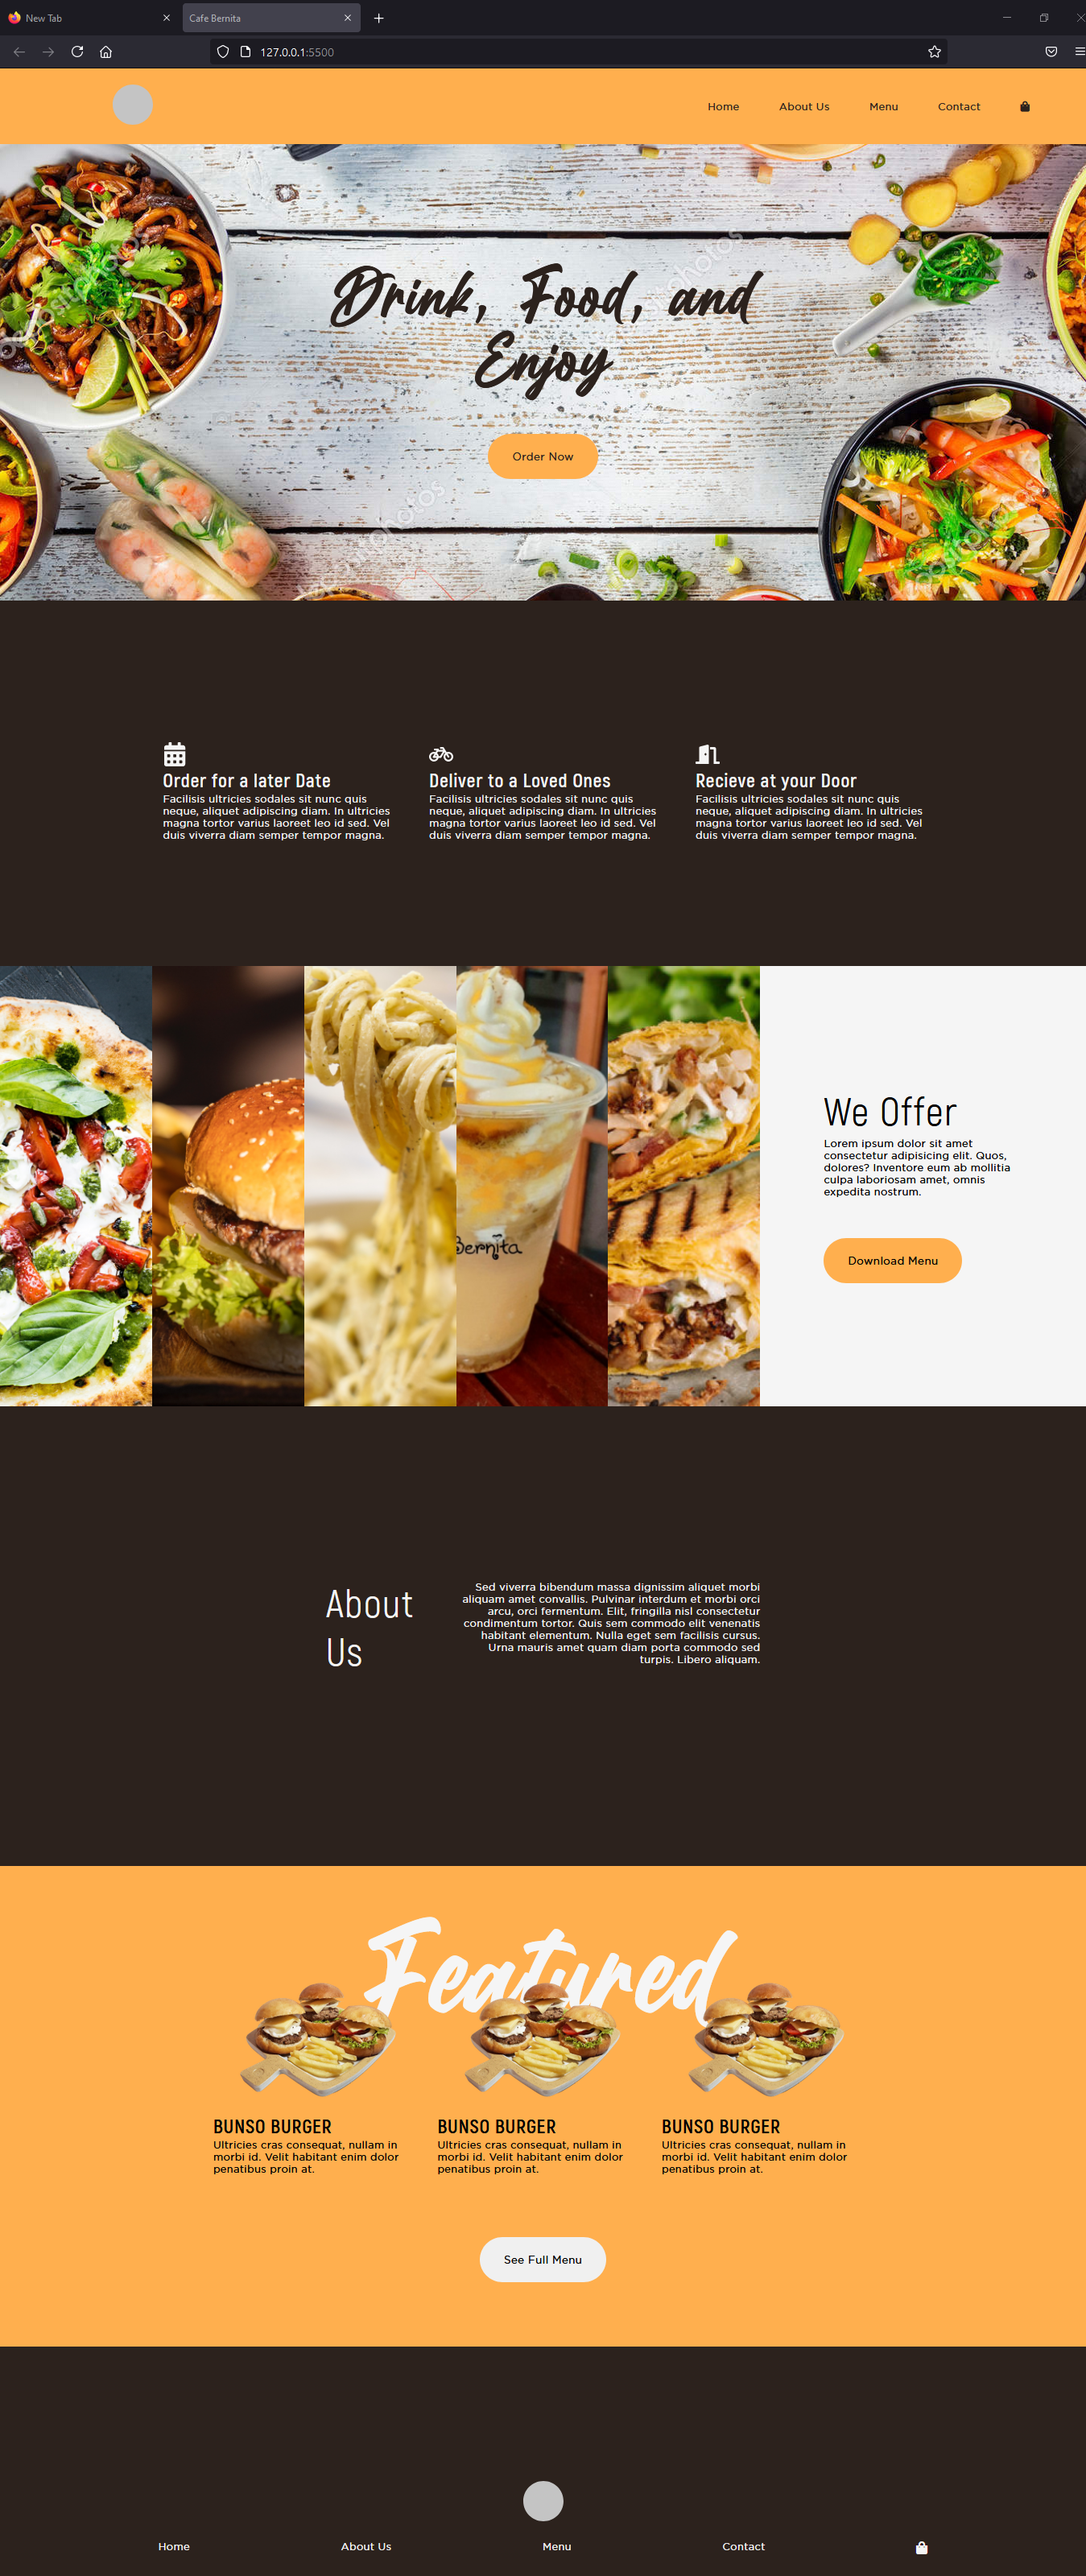 New Tab
Cafe Bernita
127.0.0.1:5500
Home About Us Menu Contact
Drink, Food, and
Enjoy
Order Now
Order for a later Date
Facilisis ultricies sodales sit nunc quis
neque, aliquet adipiscing diam. In ultricies
magna tortor varius laoreet leo id sed. Vel
duis viverra diam semper tempor magna.
Deliver to a Loved Ones
Facilisis ultricies sodales sit nunc quis
neque, aliquet adipiscing diam. In ultricies
magna tortor varius laoreet leo id sed. Vel
duis viverra diam semper tempor magna.
Recieve at your Door
Facilisis ultricies sodales sit nunc quis
neque, aliquet adipiscing diam. In ultricies
magna tortor varius laoreet leo id sed. Vel
duis viverra diam semper tempor magna.
Bernita
We Offer
Lorem ipsum dolor sit amet
consectetur adipisicing elit. Quos,
dolores? Inventore eum ab mollitia
culpa laboriosam amet, omnis
expedita nostrum.
Download Menu
About
Us
Sed viverra bibendum massa dignissim aliquet morbi
aliquam amet convallis. Pulvinar interdum et morbi orci
arcu, orci fermentum. Elit, fringilla nisl consectetur
condimentum tortor. Quis sem commodo elit venenatis
habitant elementum. Nulla eget sem facilisis cursus.
Urna mauris amet quam diam porta commodo sed
turpis. Libero aliquam.
Featured
BUNSO BURGER
Ultricies cras consequat, nullam in
morbi id. Velit habitant enim dolor
penatibus proin at.
BUNSO BURGER
Ultricies cras consequat, nullam in
morbi id. Velit habitant enim dolor
penatibus proin at.
BUNSO BURGER
Ultricies cras consequat, nullam in
morbi id. Velit habitant enim dolor
penatibus proin at.
See Full Menu
Home About Us Menu Contact